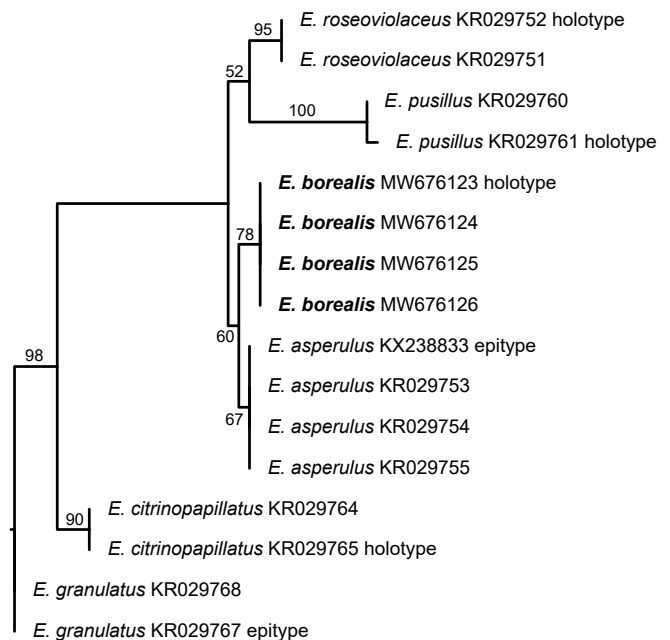 95
E. roseoviolaceus KR029752 holotype
E. roseoviolaceus KR029751
52
100
E. pusillus KR029760
E. pusillus KR029761 holotype
E. borealis MW676123 holotype
E. borealis MW676124
78
E. borealis MW676125
E. borealis MW676126
60
E. asperulus KX238833 epitype
E. asperulus KR029753
98
67
E. asperulus KR029754
E. asperulus KR029755
E. citrinopapillatus KR029764
90
E. citrinopapillatus KR029765 holotype
E. granulatus KR029768
E. granulatus KR029767 epitype